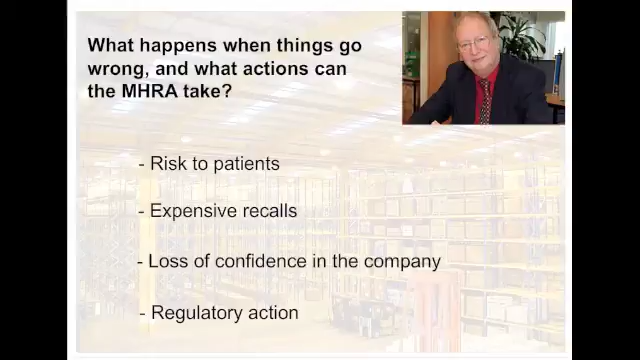 What happens when things go
wrong, and what actions can
the MHRA take?
- Risk to patients
- Expensive recalls
- Loss of confidence in the company
- Regulatory action